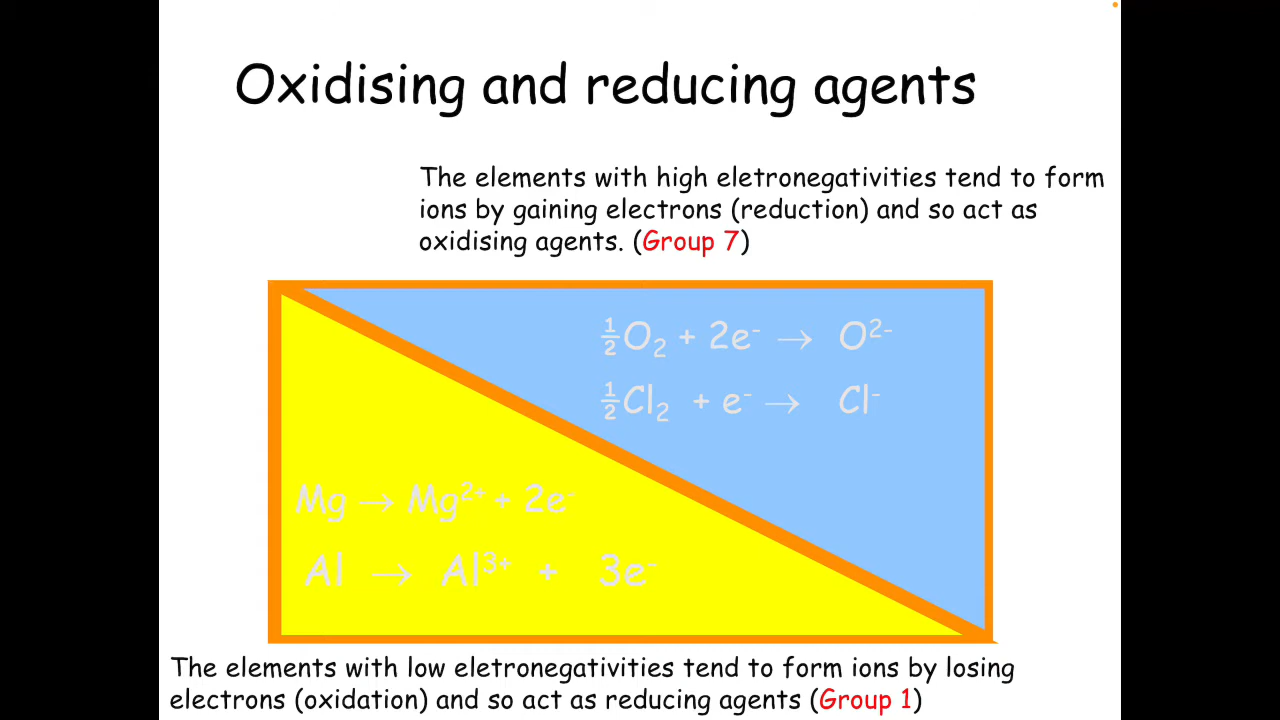 Oxidising and reducing agents
The elements with high eletronegativities tend to form
ions by gaining electrons (reduction) and so act as
oxidising agents. (Group 7)
½O₂ + 2e⁻ → O²⁻
½Cl₂ + e⁻ → Cl⁻
Mg → Mg²⁺ + 2e⁻
Al → Al³⁺ + 3e⁻
The elements with low eletronegativities tend to form ions by losing
electrons (oxidation) and so act as reducing agents (Group 1)